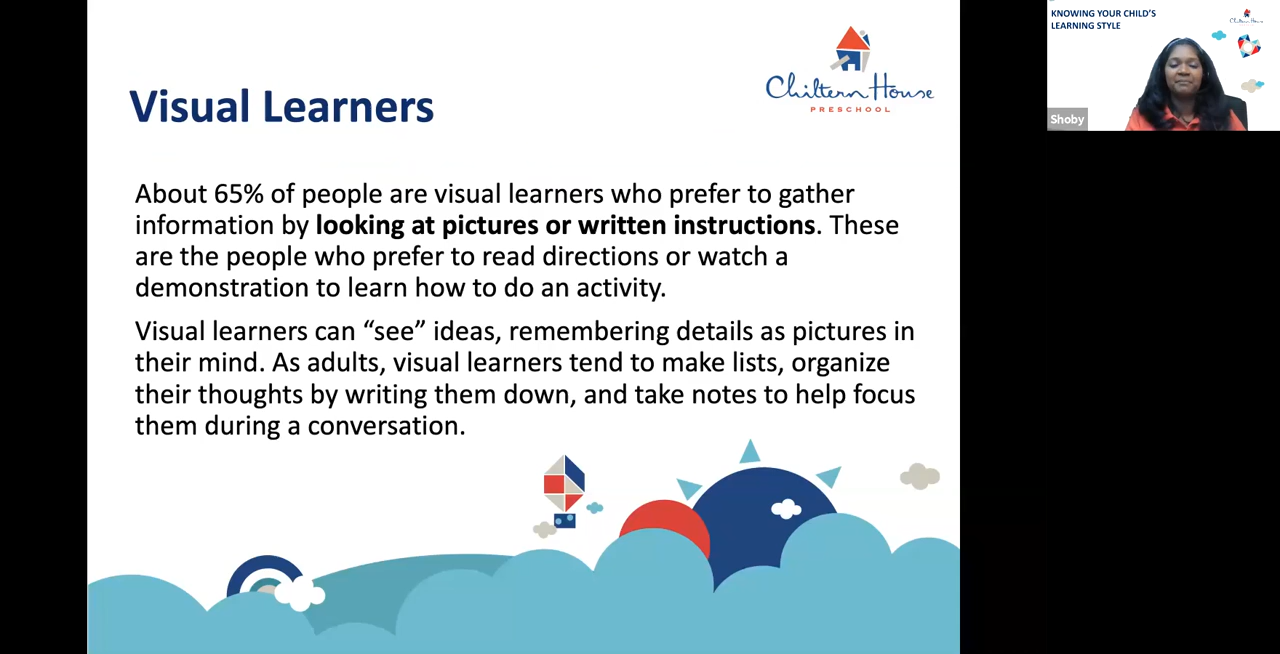 Visual Learners
Chiltern House
PRESCHOOL
About 65% of people are visual learners who prefer to gather
information by looking at pictures or written instructions. These
are the people who prefer to read directions or watch a
demonstration to learn how to do an activity.
Visual learners can “see” ideas, remembering details as pictures in
their mind. As adults, visual learners tend to make lists, organize
their thoughts by writing them down, and take notes to help focus
them during a conversation.
KNOWING YOUR CHILD'S
LEARNING STYLE
Chiltern House
Shoby